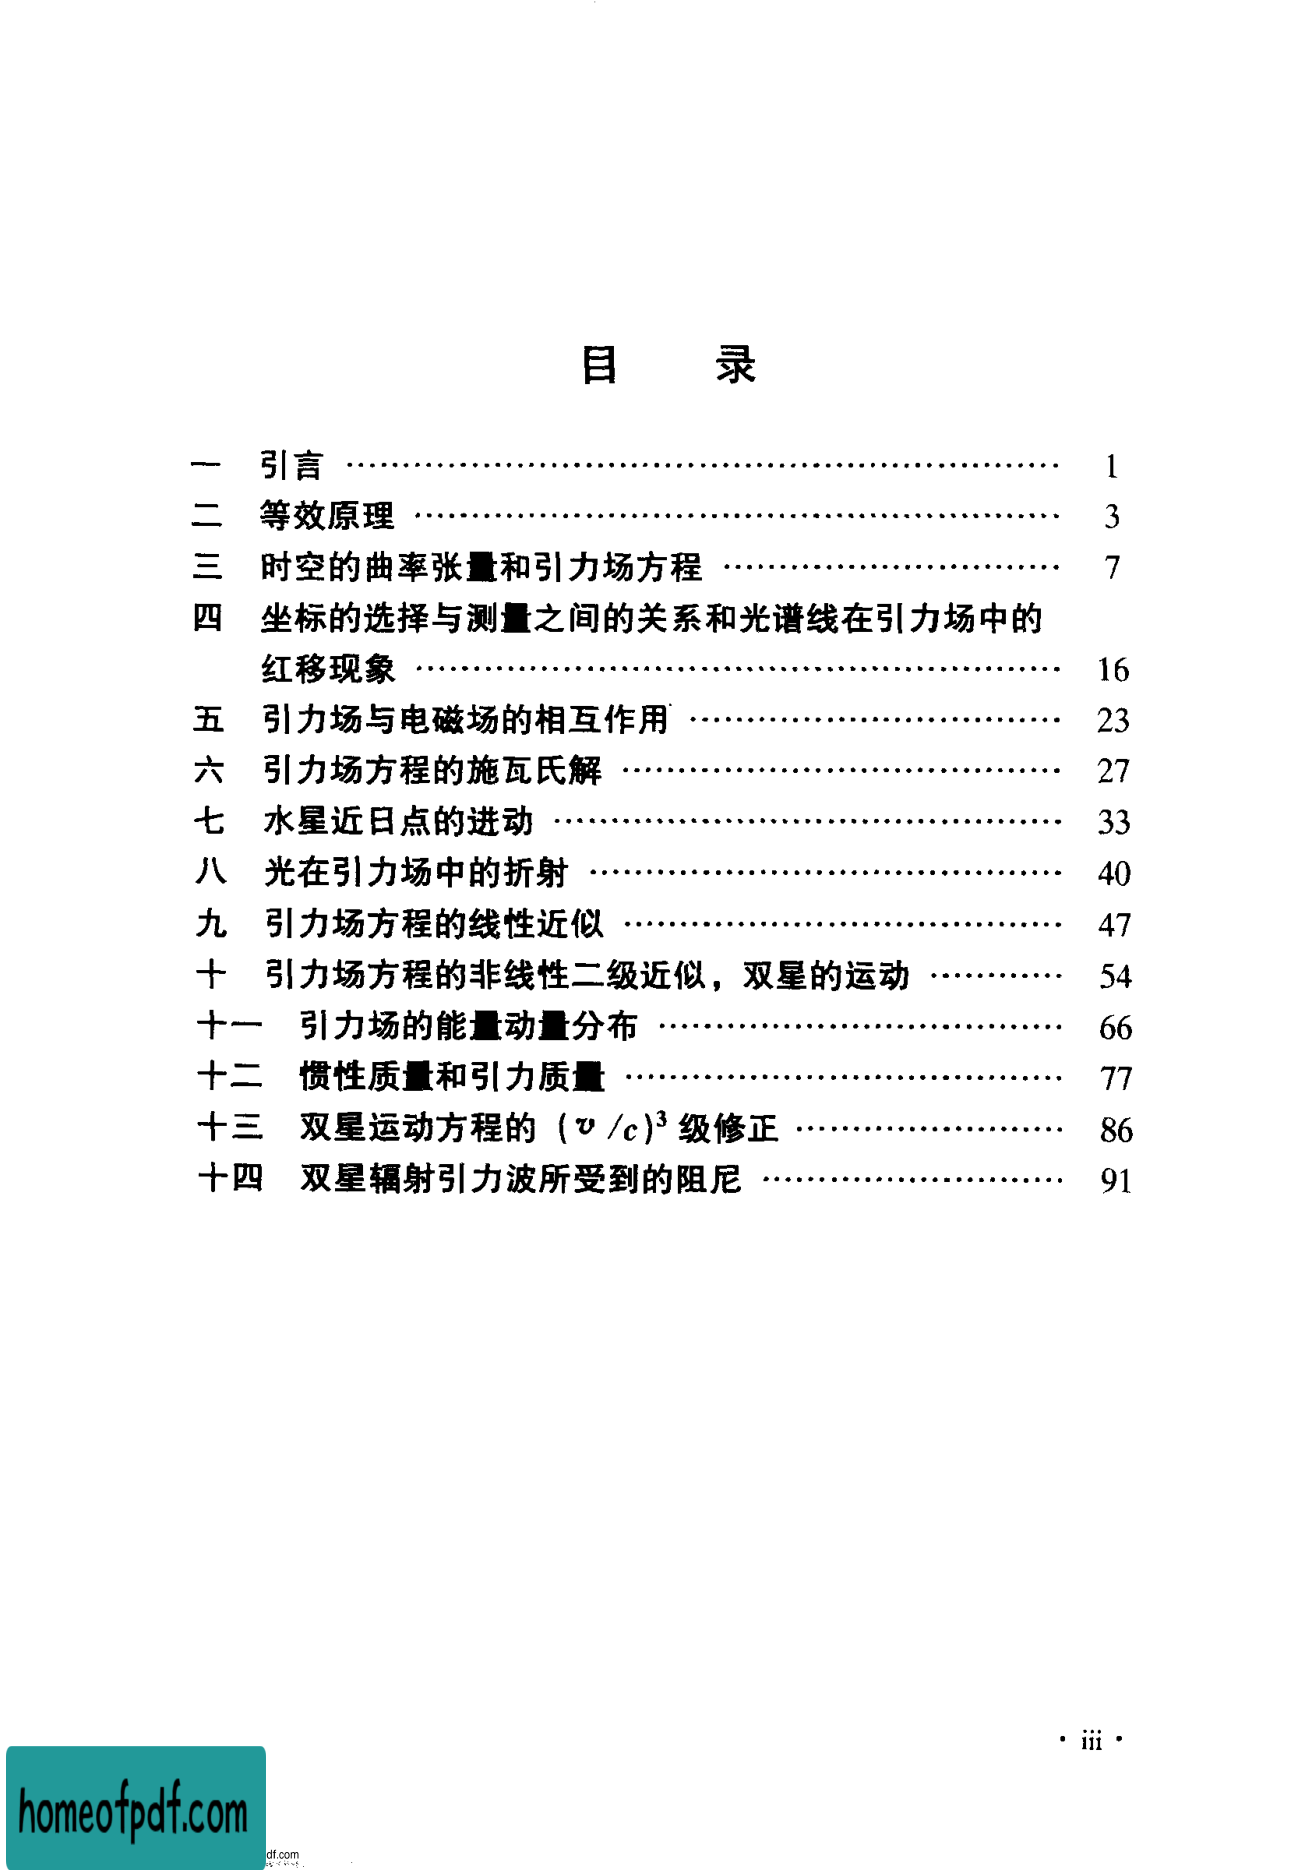 目 录
一 引言 …… 1
二 等效原理 …… 3
三 时空的曲率张量和引力场方程 …… 7
四 坐标的选择与测量之间的关系和光谱线在引力场中的
红移现象 …… 16
五 引力场与电磁场的相互作用 …… 23
六 引力场方程的施瓦氏解 …… 27
七 水星近日点的进动 …… 33
八 光在引力场中的折射 …… 40
九 引力场方程的线性近似 …… 47
十 引力场方程的非线性二级近似，双星的运动 …… 54
十一 引力场的能量动量分布 …… 66
十二 惯性质量和引力质量 …… 77
十三 双星运动方程的 (v/c)³ 级修正 …… 86
十四 双星辐射引力波所受到的阻尼 …… 91
· iii ·
homeofpdf.com
df.com